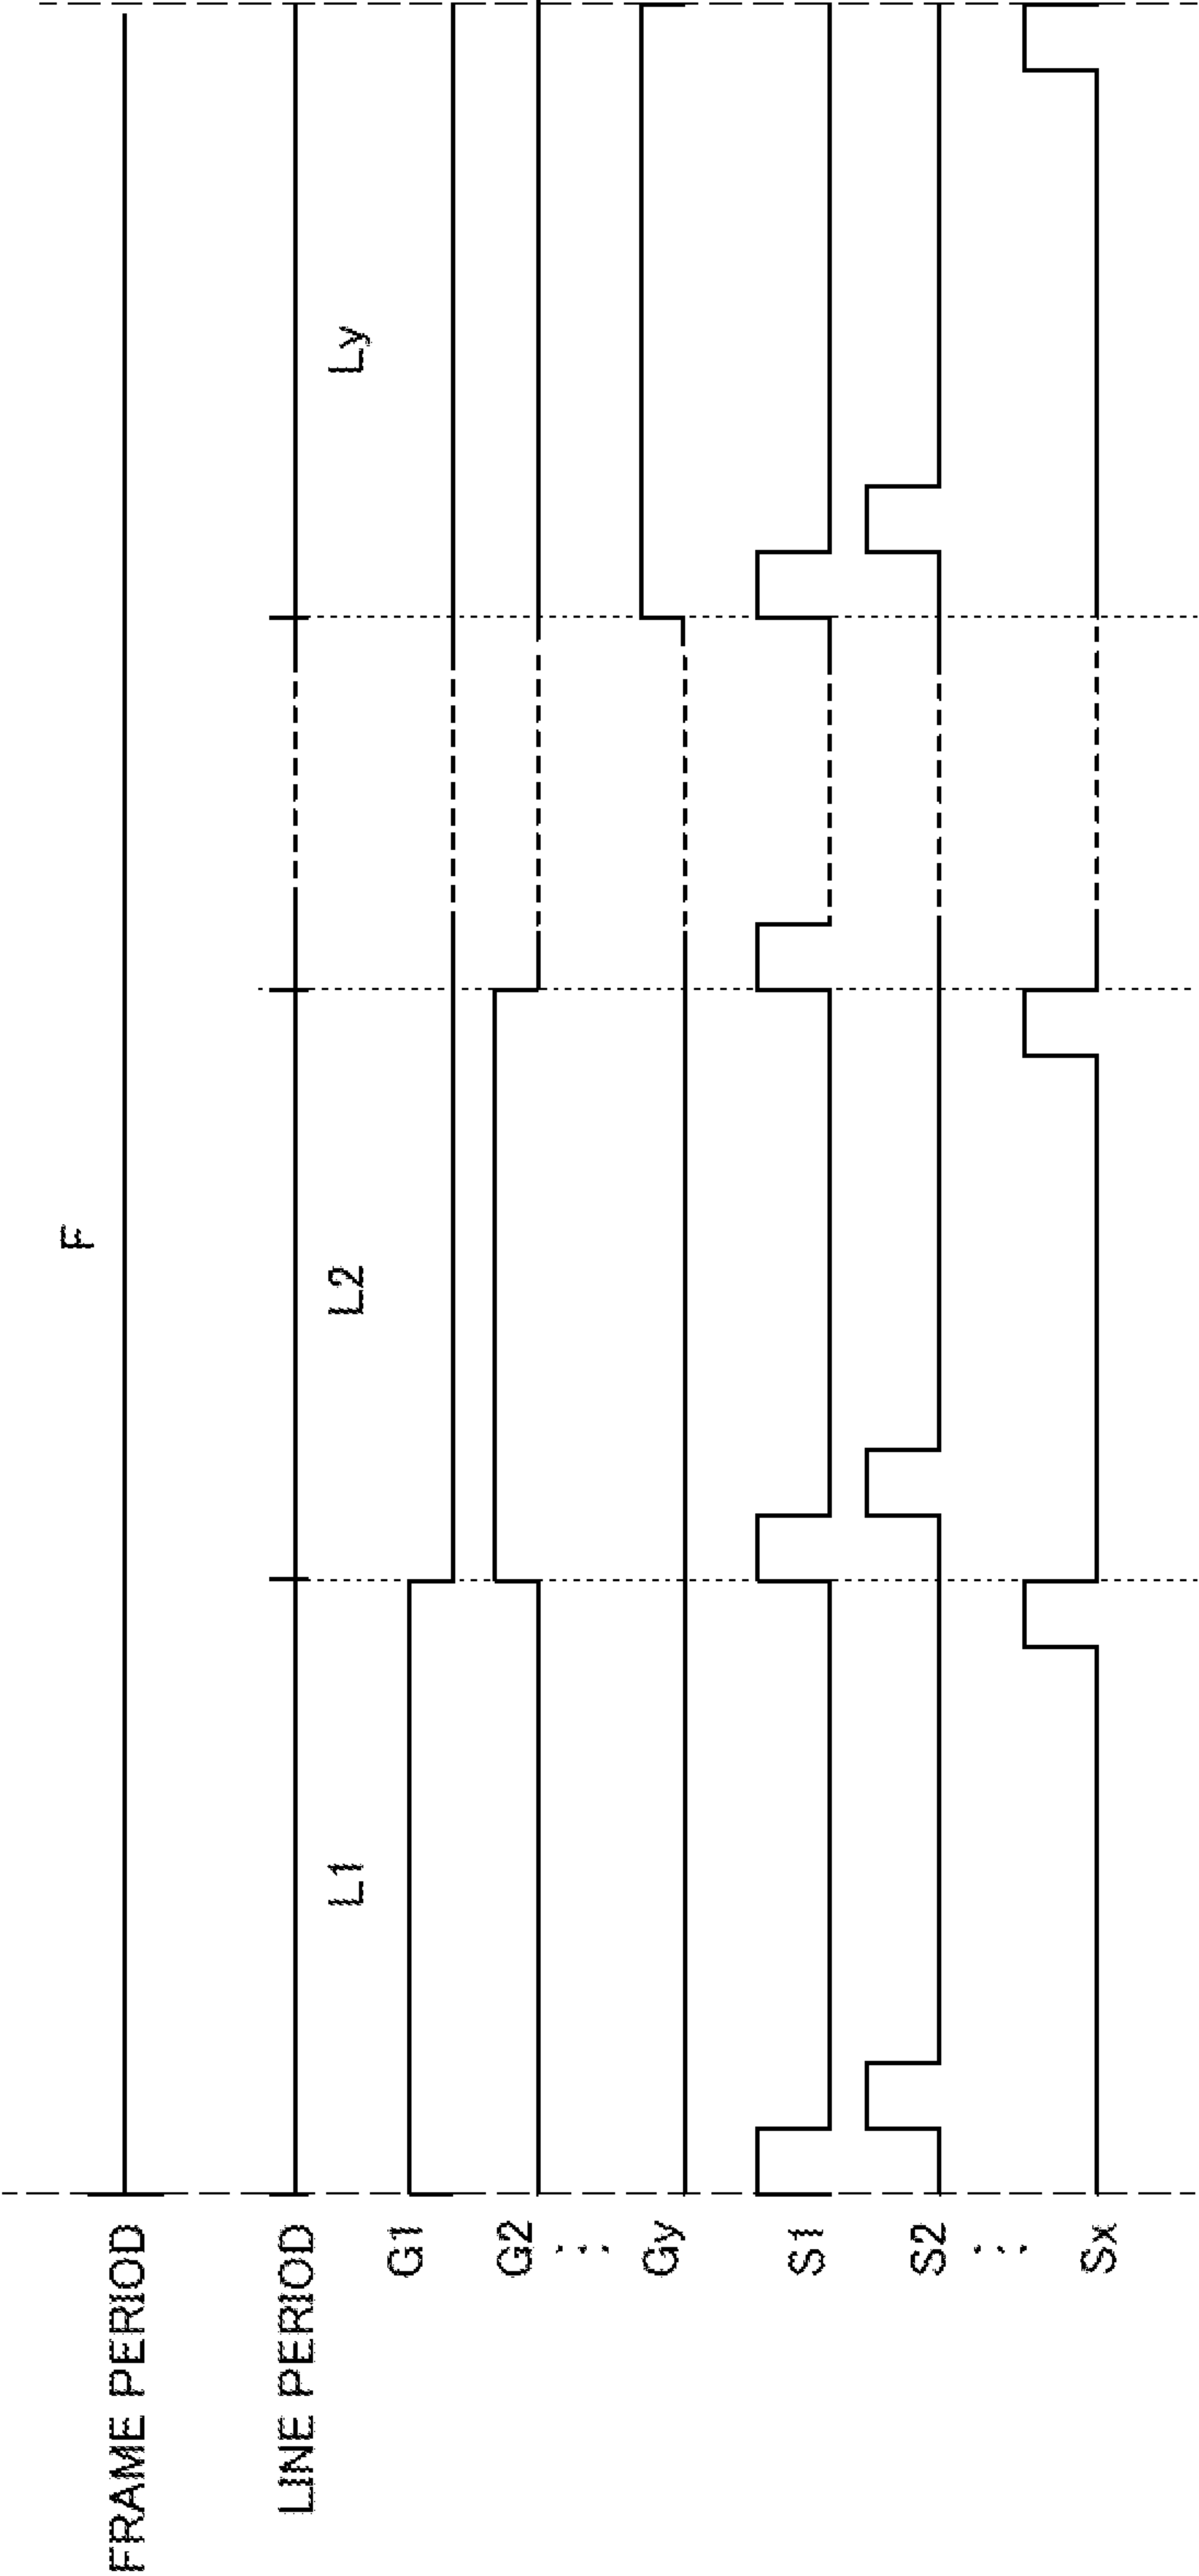 FRAME PERIOD
F
LINE PERIOD
L1
L2
Ly
G1
G2
Gy
S1
S2
Sx